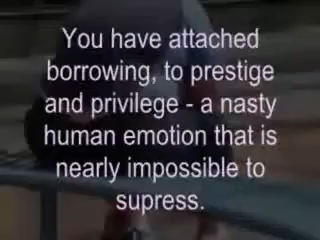 You have attached
borrowing, to prestige
and privilege - a nasty
human emotion that is
nearly impossible to
supress.